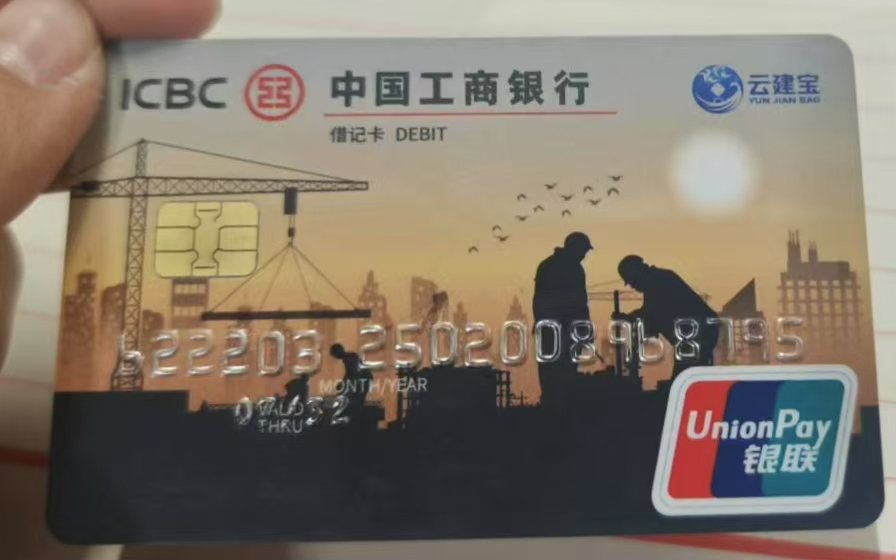 ICBC 中国工商银行
云建宝
YUN JIAN BAO
借记卡 DEBIT
MONTH/YEAR
VALID
THRU
UnionPay
银联